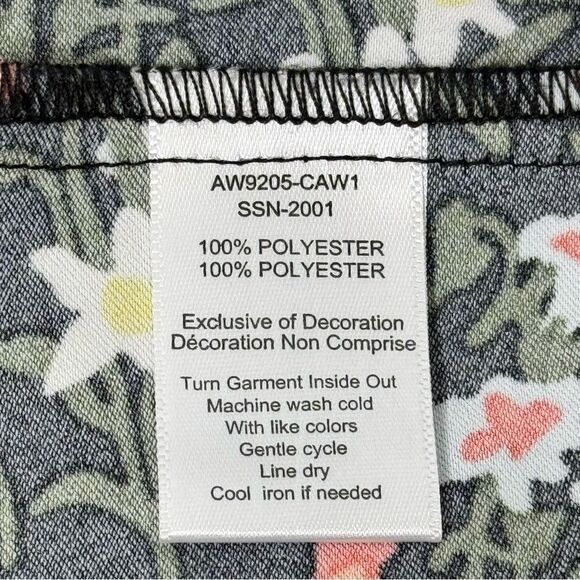 AW9205-CAW1
SSN-2001
100% POLYESTER
100% POLYESTER
Exclusive of Decoration
Décoration Non Comprise
Turn Garment Inside Out
Machine wash cold
With like colors
Gentle cycle
Line dry
Cool iron if needed